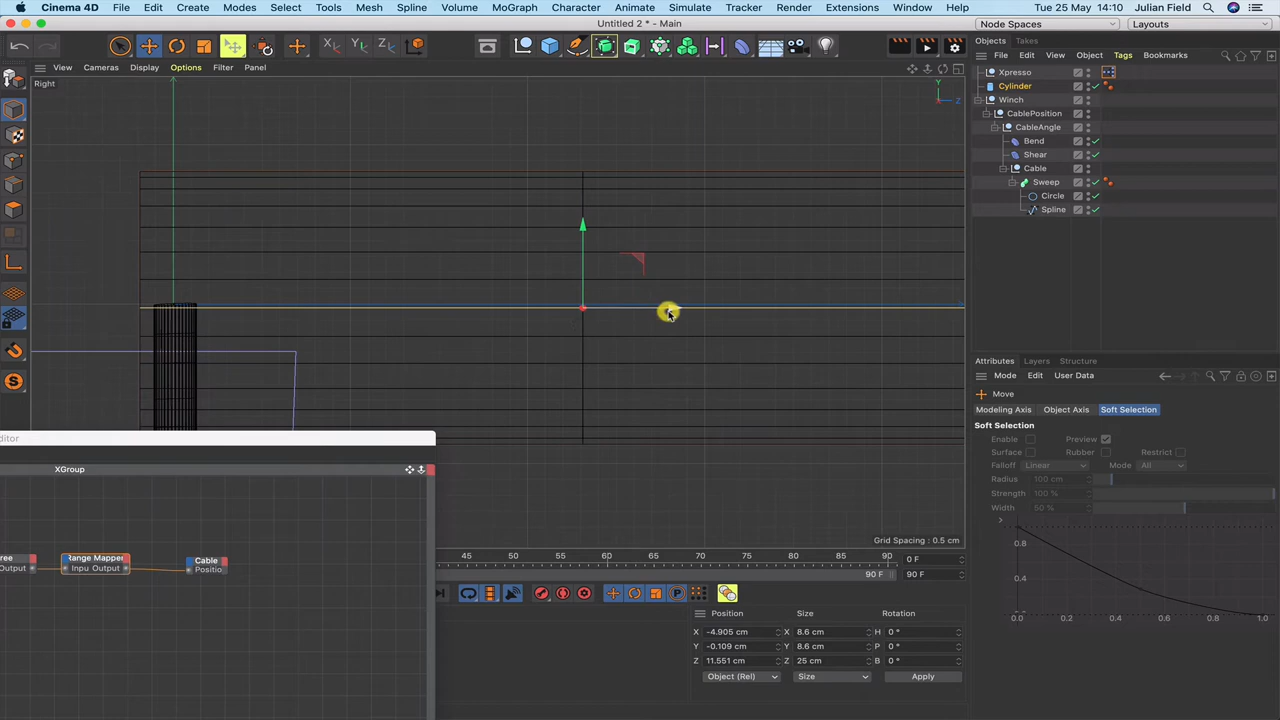 Cinema 4D File Edit Create Modes Select Tools Mesh Spline Volume MoGraph Character Animate Simulate Tracker Render Extensions Window Help Tue 25 May 14:10 Julian Field
Untitled 2 * - Main
Node Spaces Layouts
Objects Takes
File Edit View Object Tags Bookmarks
View Cameras Display Options Filter Panel
Right
Y
Z
Xpresso
Cylinder
Winch
CablePosition
CableAngle
Bend
Shear
Cable
Sweep
Circle
Spline
Attributes Layers Structure
Mode Edit User Data
Move
Modeling Axis Object Axis Soft Selection
Soft Selection
Enable Preview
Surface Rubber Restrict
Falloff Linear Mode All
Radius 100 cm
Strength 100 %
Width 50 %
0.8
0.4
0.0 0.2 0.4 0.6 0.8 1.0
Grid Spacing : 0.5 cm
45 50 55 60 65 70 75 80 85 90 0 F
90 F 90 F
Position Size Rotation
X -4.905 cm X 8.6 cm H 0 °
Y -0.109 cm Y 8.6 cm P 0 °
Z 11.551 cm Z 25 cm B 0 °
Object (Rel) Size Apply
ditor
XGroup
ree Range Mapper Cable
Output Inpu Output Positio